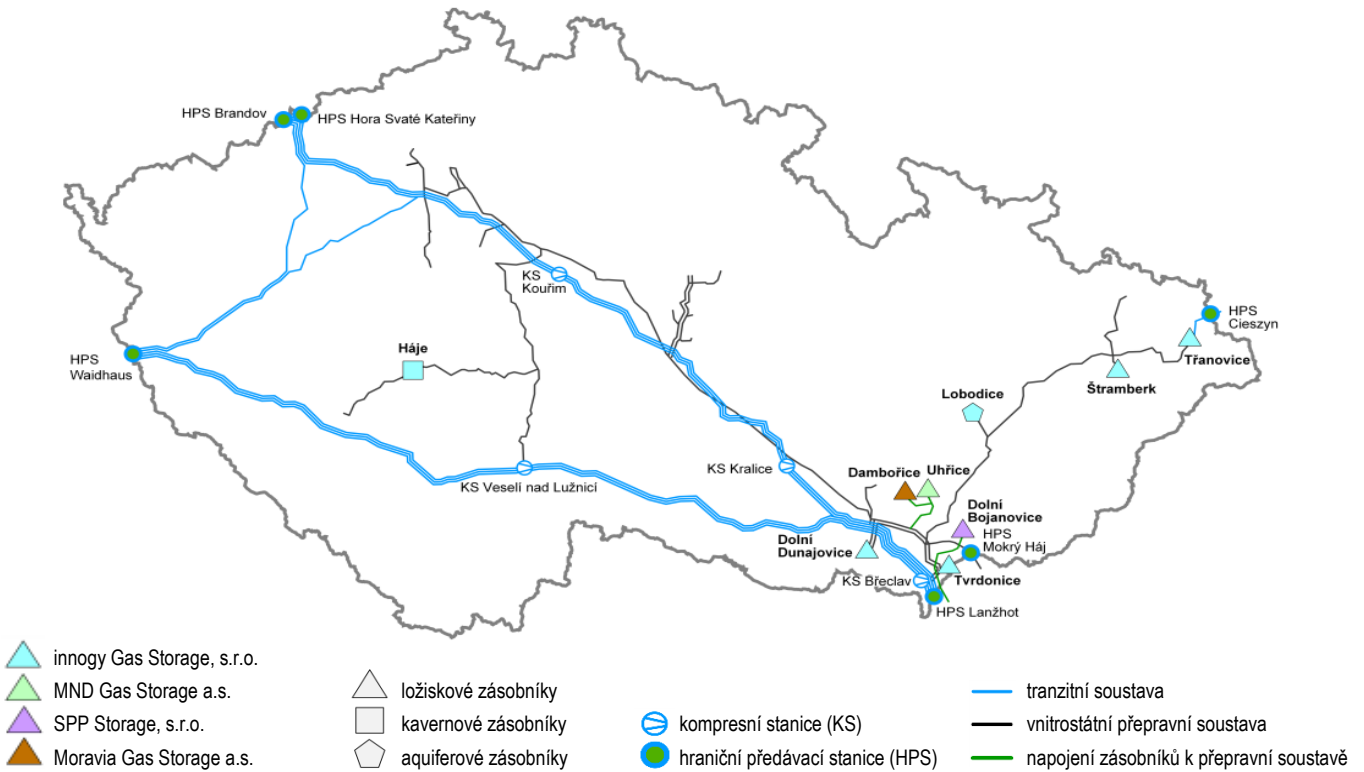 HPS Brandov
HPS Hora Svaté Kateřiny
KS
Kouřim
HPS
Cieszyn
HPS
Waidhaus
Háje
Třanovice
Štramberk
Lobodice
KS Kralice
KS Veselí nad Lužnicí
Dambořice
Uhřice
Dolní
Bojanovice
HPS
Mokrý Háj
Dolní
Dunajovice
KS Břeclav
Tvrdonice
HPS Lanžhot
innogy Gas Storage, s.r.o.
MND Gas Storage a.s.
SPP Storage, s.r.o.
Moravia Gas Storage a.s.
ložiskové zásobníky
kavernové zásobníky
aquiferové zásobníky
kompresní stanice (KS)
hraniční předávací stanice (HPS)
tranzitní soustava
vnitrostátní přepravní soustava
napojení zásobníků k přepravní soustavě